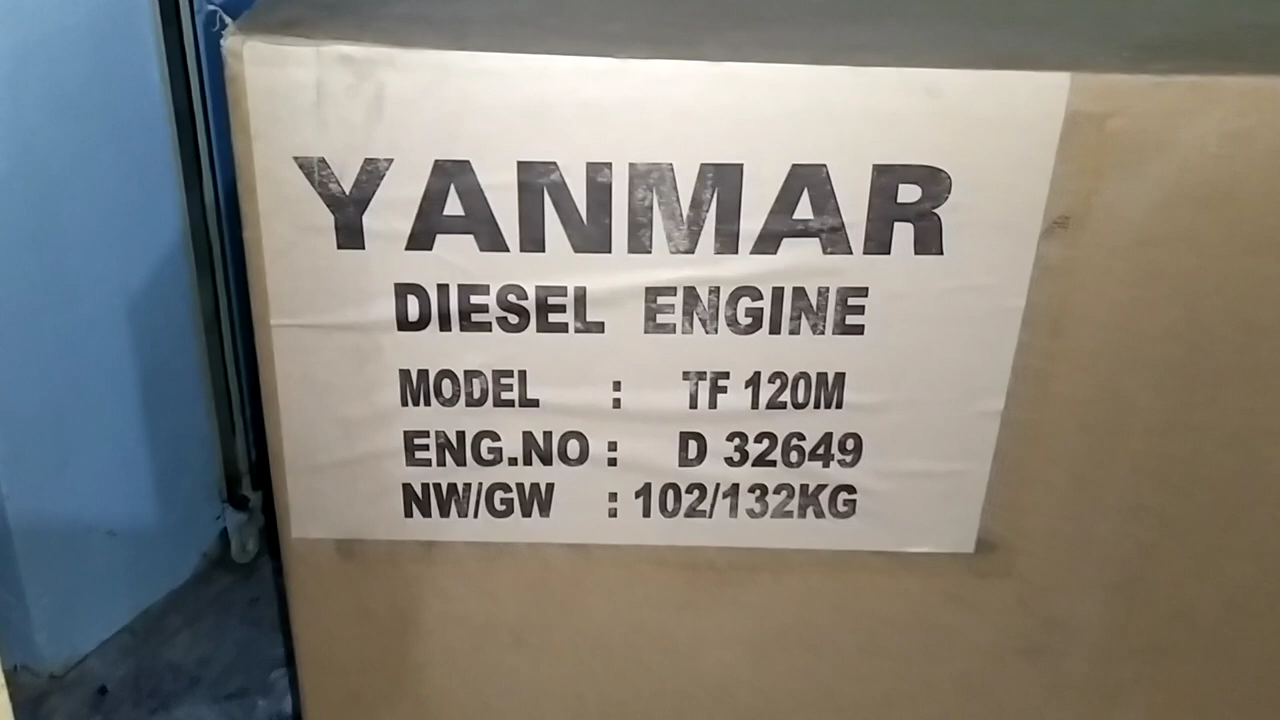 YANMAR
DIESEL ENGINE
MODEL : TF 120M
ENG.NO : D 32649
NW/GW : 102/132KG